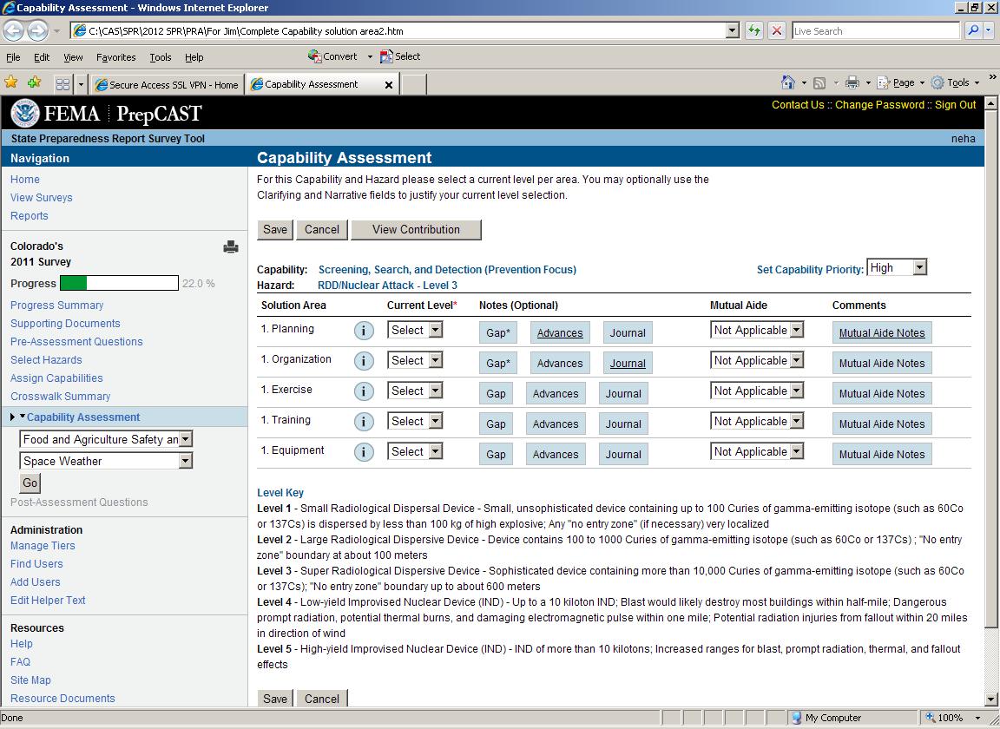 Capability Assessment - Windows Internet Explorer
C:\CAS\SPR\2012 SPR\PRA\For Jim\Complete Capability solution area2.htm
Live Search
File Edit View Favorites Tools Help
Convert Select
Secure Access SSL VPN - Home
Capability Assessment
Page Tools
FEMA PrepCAST
Contact Us :: Change Password :: Sign Out
State Preparedness Report Survey Tool
neha
Navigation
Home
View Surveys
Reports
Colorado's
2011 Survey
Progress 22.0 %
Progress Summary
Supporting Documents
Pre-Assessment Questions
Select Hazards
Assign Capabilities
Crosswalk Summary
Capability Assessment
Food and Agriculture Safety an
Space Weather
Go
Post-Assessment Questions
Administration
Manage Tiers
Find Users
Add Users
Edit Helper Text
Resources
Help
FAQ
Site Map
Resource Documents
Capability Assessment
For this Capability and Hazard please select a current level per area. You may optionally use the
Clarifying and Narrative fields to justify your current level selection.
Save Cancel View Contribution
Capability: Screening, Search, and Detection (Prevention Focus)
Set Capability Priority: High
Hazard: RDD/Nuclear Attack - Level 3
Solution Area Current Level* Notes (Optional) Mutual Aide Comments
1. Planning i Select Gap* Advances Journal Not Applicable Mutual Aide Notes
1. Organization i Select Gap* Advances Journal Not Applicable Mutual Aide Notes
1. Exercise i Select Gap Advances Journal Not Applicable Mutual Aide Notes
1. Training i Select Gap Advances Journal Not Applicable Mutual Aide Notes
1. Equipment i Select Gap Advances Journal Not Applicable Mutual Aide Notes
Level Key
Level 1 - Small Radiological Dispersal Device - Small, unsophisticated device containing up to 100 Curies of gamma-emitting isotope (such as 60Co
or 137Cs) is dispersed by less than 100 kg of high explosive; Any "no entry zone" (if necessary) very localized
Level 2 - Large Radiological Dispersive Device - Device contains 100 to 1000 Curies of gamma-emitting isotope (such as 60Co or 137Cs) ; "No entry
zone" boundary at about 100 meters
Level 3 - Super Radiological Dispersive Device - Sophisticated device containing more than 10,000 Curies of gamma-emitting isotope (such as 60Co
or 137Cs); "No entry zone" boundary up to about 600 meters
Level 4 - Low-yield Improvised Nuclear Device (IND) - Up to a 10 kiloton IND; Blast would likely destroy most buildings within half-mile; Dangerous
prompt radiation, potential thermal burns, and damaging electromagnetic pulse within one mile; Potential radiation injuries from fallout within 20 miles
in direction of wind
Level 5 - High-yield Improvised Nuclear Device (IND) - IND of more than 10 kilotons; Increased ranges for blast, prompt radiation, thermal, and fallout
effects
Save Cancel
Done
My Computer
100%